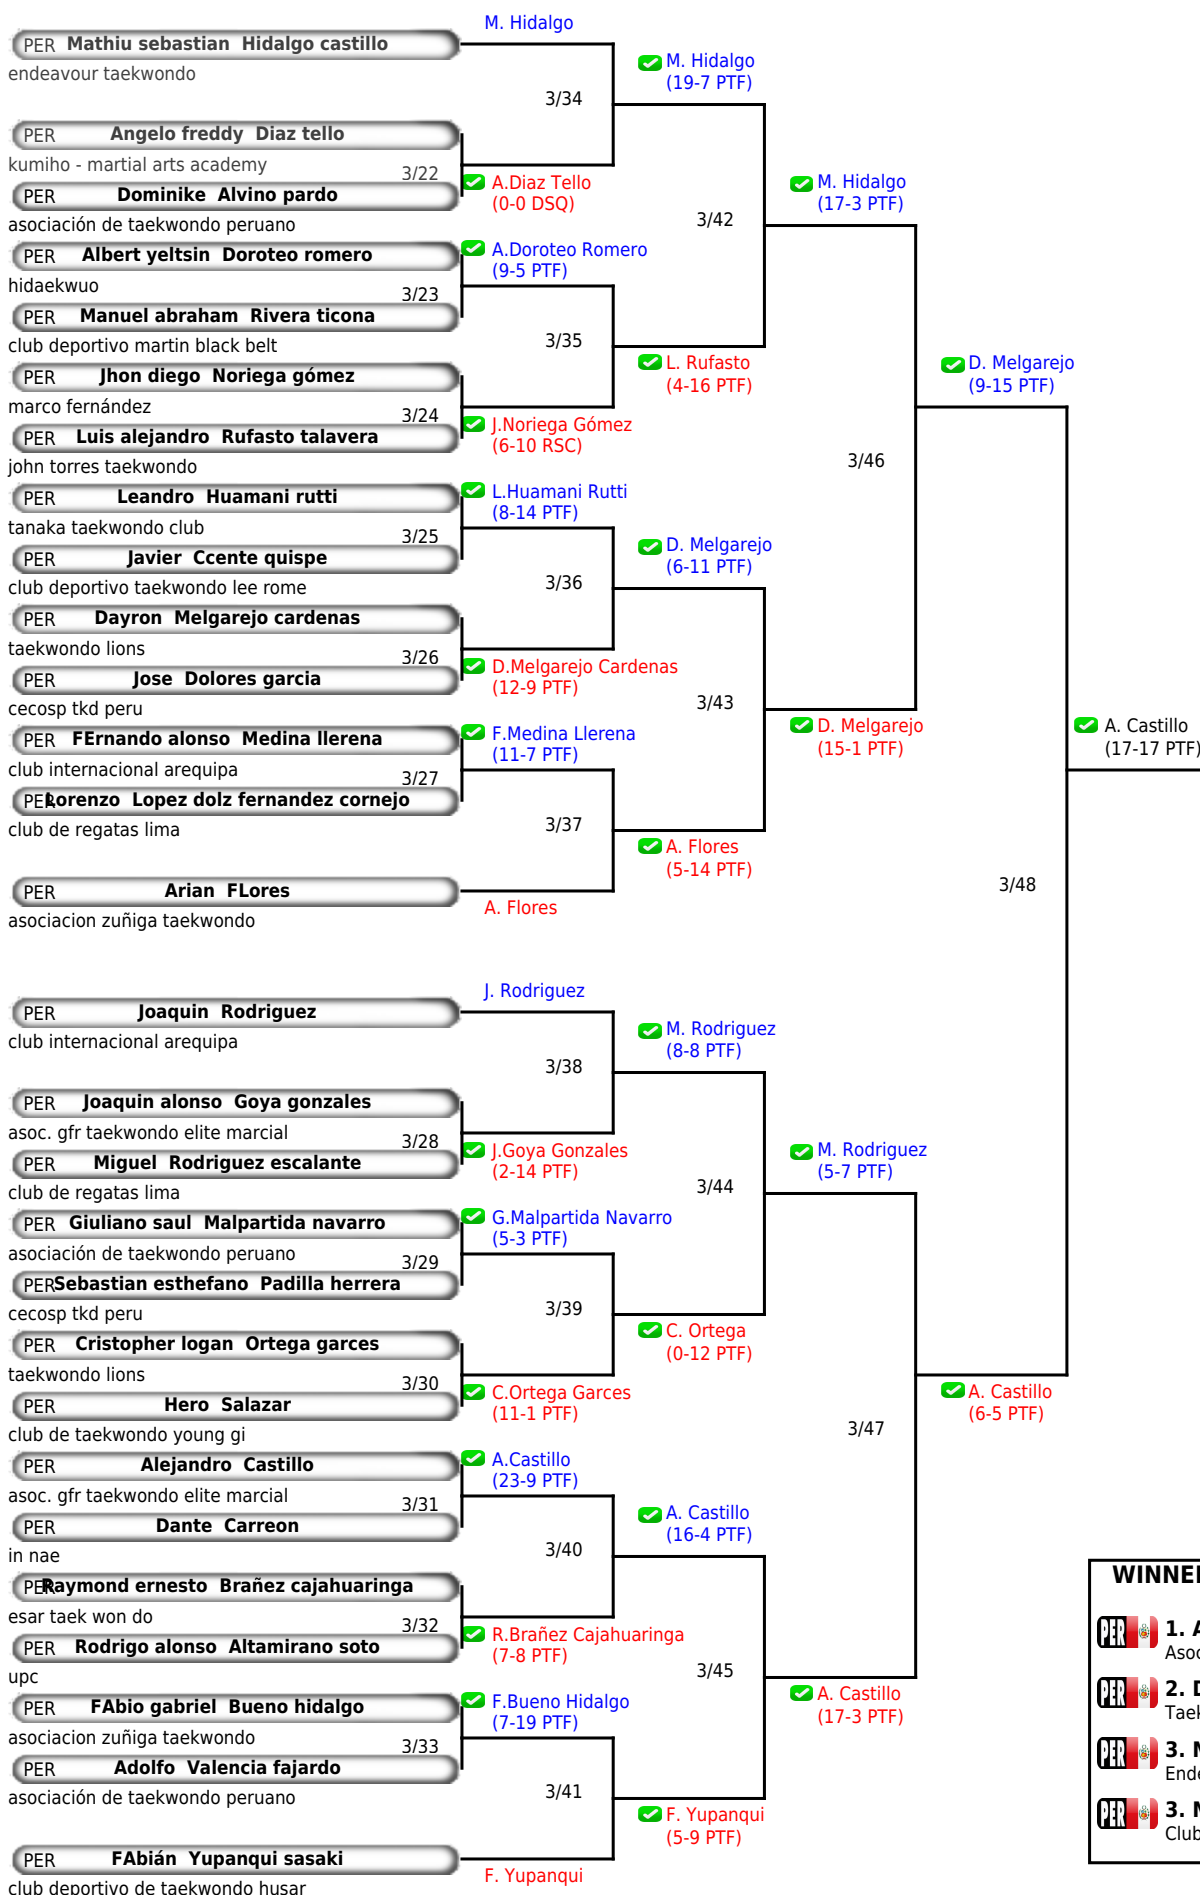 M. Hidalgo
PER Mathiu sebastian Hidalgo castillo
endeavour taekwondo
M. Hidalgo
(19-7 PTF)
3/34
PER Angelo freddy Diaz tello
kumiho - martial arts academy
3/22
PER Dominike Alvino pardo
asociación de taekwondo peruano
A.Diaz Tello
(0-0 DSQ)
M. Hidalgo
(17-3 PTF)
3/42
PER Albert yeltsin Doroteo romero
hidaekwuo
A.Doroteo Romero
(9-5 PTF)
3/23
PER Manuel abraham Rivera ticona
club deportivo martin black belt
3/35
L. Rufasto
(4-16 PTF)
D. Melgarejo
(9-15 PTF)
PER Jhon diego Noriega gómez
marco fernández
3/24
PER Luis alejandro Rufasto talavera
john torres taekwondo
J.Noriega Gómez
(6-10 RSC)
3/46
PER Leandro Huamani rutti
tanaka taekwondo club
L.Huamani Rutti
(8-14 PTF)
3/25
PER Javier Ccente quispe
club deportivo taekwondo lee rome
D. Melgarejo
(6-11 PTF)
3/36
PER Dayron Melgarejo cardenas
taekwondo lions
3/26
PER Jose Dolores garcia
cecosp tkd peru
D.Melgarejo Cardenas
(12-9 PTF)
3/43
D. Melgarejo
(15-1 PTF)
A. Castillo
(17-17 PTF)
PER FErnando alonso Medina llerena
club internacional arequipa
F.Medina Llerena
(11-7 PTF)
3/27
PER Lorenzo Lopez dolz fernandez cornejo
club de regatas lima
3/37
A. Flores
(5-14 PTF)
PER Arian FLores
asociacion zuñiga taekwondo
A. Flores
3/48
J. Rodriguez
PER Joaquin Rodriguez
club internacional arequipa
M. Rodriguez
(8-8 PTF)
3/38
PER Joaquin alonso Goya gonzales
asoc. gfr taekwondo elite marcial
3/28
PER Miguel Rodriguez escalante
club de regatas lima
J.Goya Gonzales
(2-14 PTF)
M. Rodriguez
(5-7 PTF)
3/44
PER Giuliano saul Malpartida navarro
asociación de taekwondo peruano
G.Malpartida Navarro
(5-3 PTF)
3/29
PER Sebastian esthefano Padilla herrera
cecosp tkd peru
3/39
C. Ortega
(0-12 PTF)
PER Cristopher logan Ortega garces
taekwondo lions
3/30
PER Hero Salazar
club de taekwondo young gi
C.Ortega Garces
(11-1 PTF)
A. Castillo
(6-5 PTF)
3/47
PER Alejandro Castillo
asoc. gfr taekwondo elite marcial
A.Castillo
(23-9 PTF)
3/31
PER Dante Carreon
in nae
A. Castillo
(16-4 PTF)
3/40
PER Raymond ernesto Brañez cajahuaringa
esar taek won do
3/32
PER Rodrigo alonso Altamirano soto
upc
R.Brañez Cajahuaringa
(7-8 PTF)
3/45
A. Castillo
(17-3 PTF)
PER FAbio gabriel Bueno hidalgo
asociacion zuñiga taekwondo
F.Bueno Hidalgo
(7-19 PTF)
3/33
PER Adolfo Valencia fajardo
asociación de taekwondo peruano
3/41
F. Yupanqui
(5-9 PTF)
PER FAbián Yupanqui sasaki
club deportivo de taekwondo husar
F. Yupanqui
WINNE
PER 1. A
Asoc
PER 2. D
Taek
PER 3. M
Ende
PER 3. M
Club